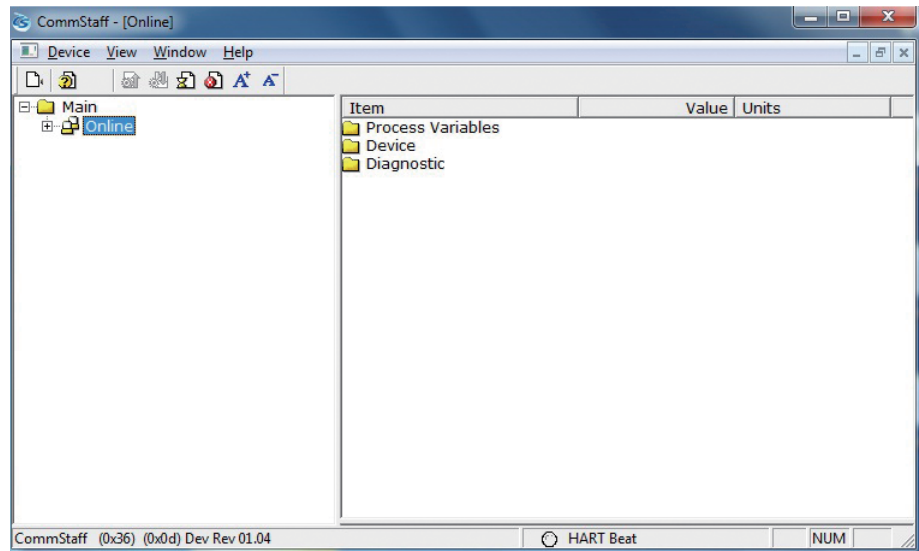 CommStaff - [Online]
Device View Window Help
A+ A-
Main
Online
Item Value Units
Process Variables
Device
Diagnostic
CommStaff (0x36) (0x0d) Dev Rev 01.04 HART Beat NUM